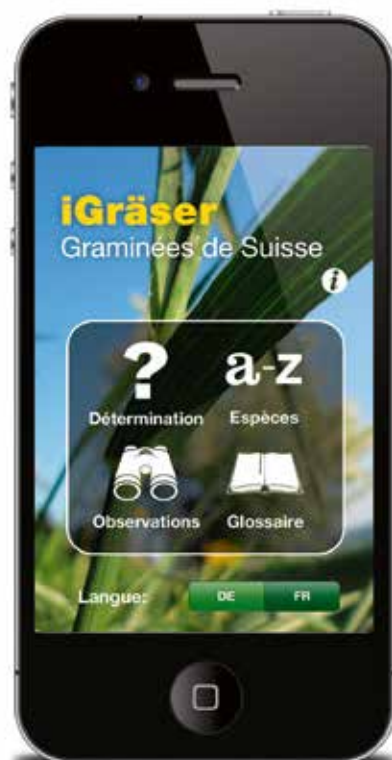 iGräser
Graminées de Suisse
i
? a-z
Détermination Espèces
Observations Glossaire
Langue: DE FR